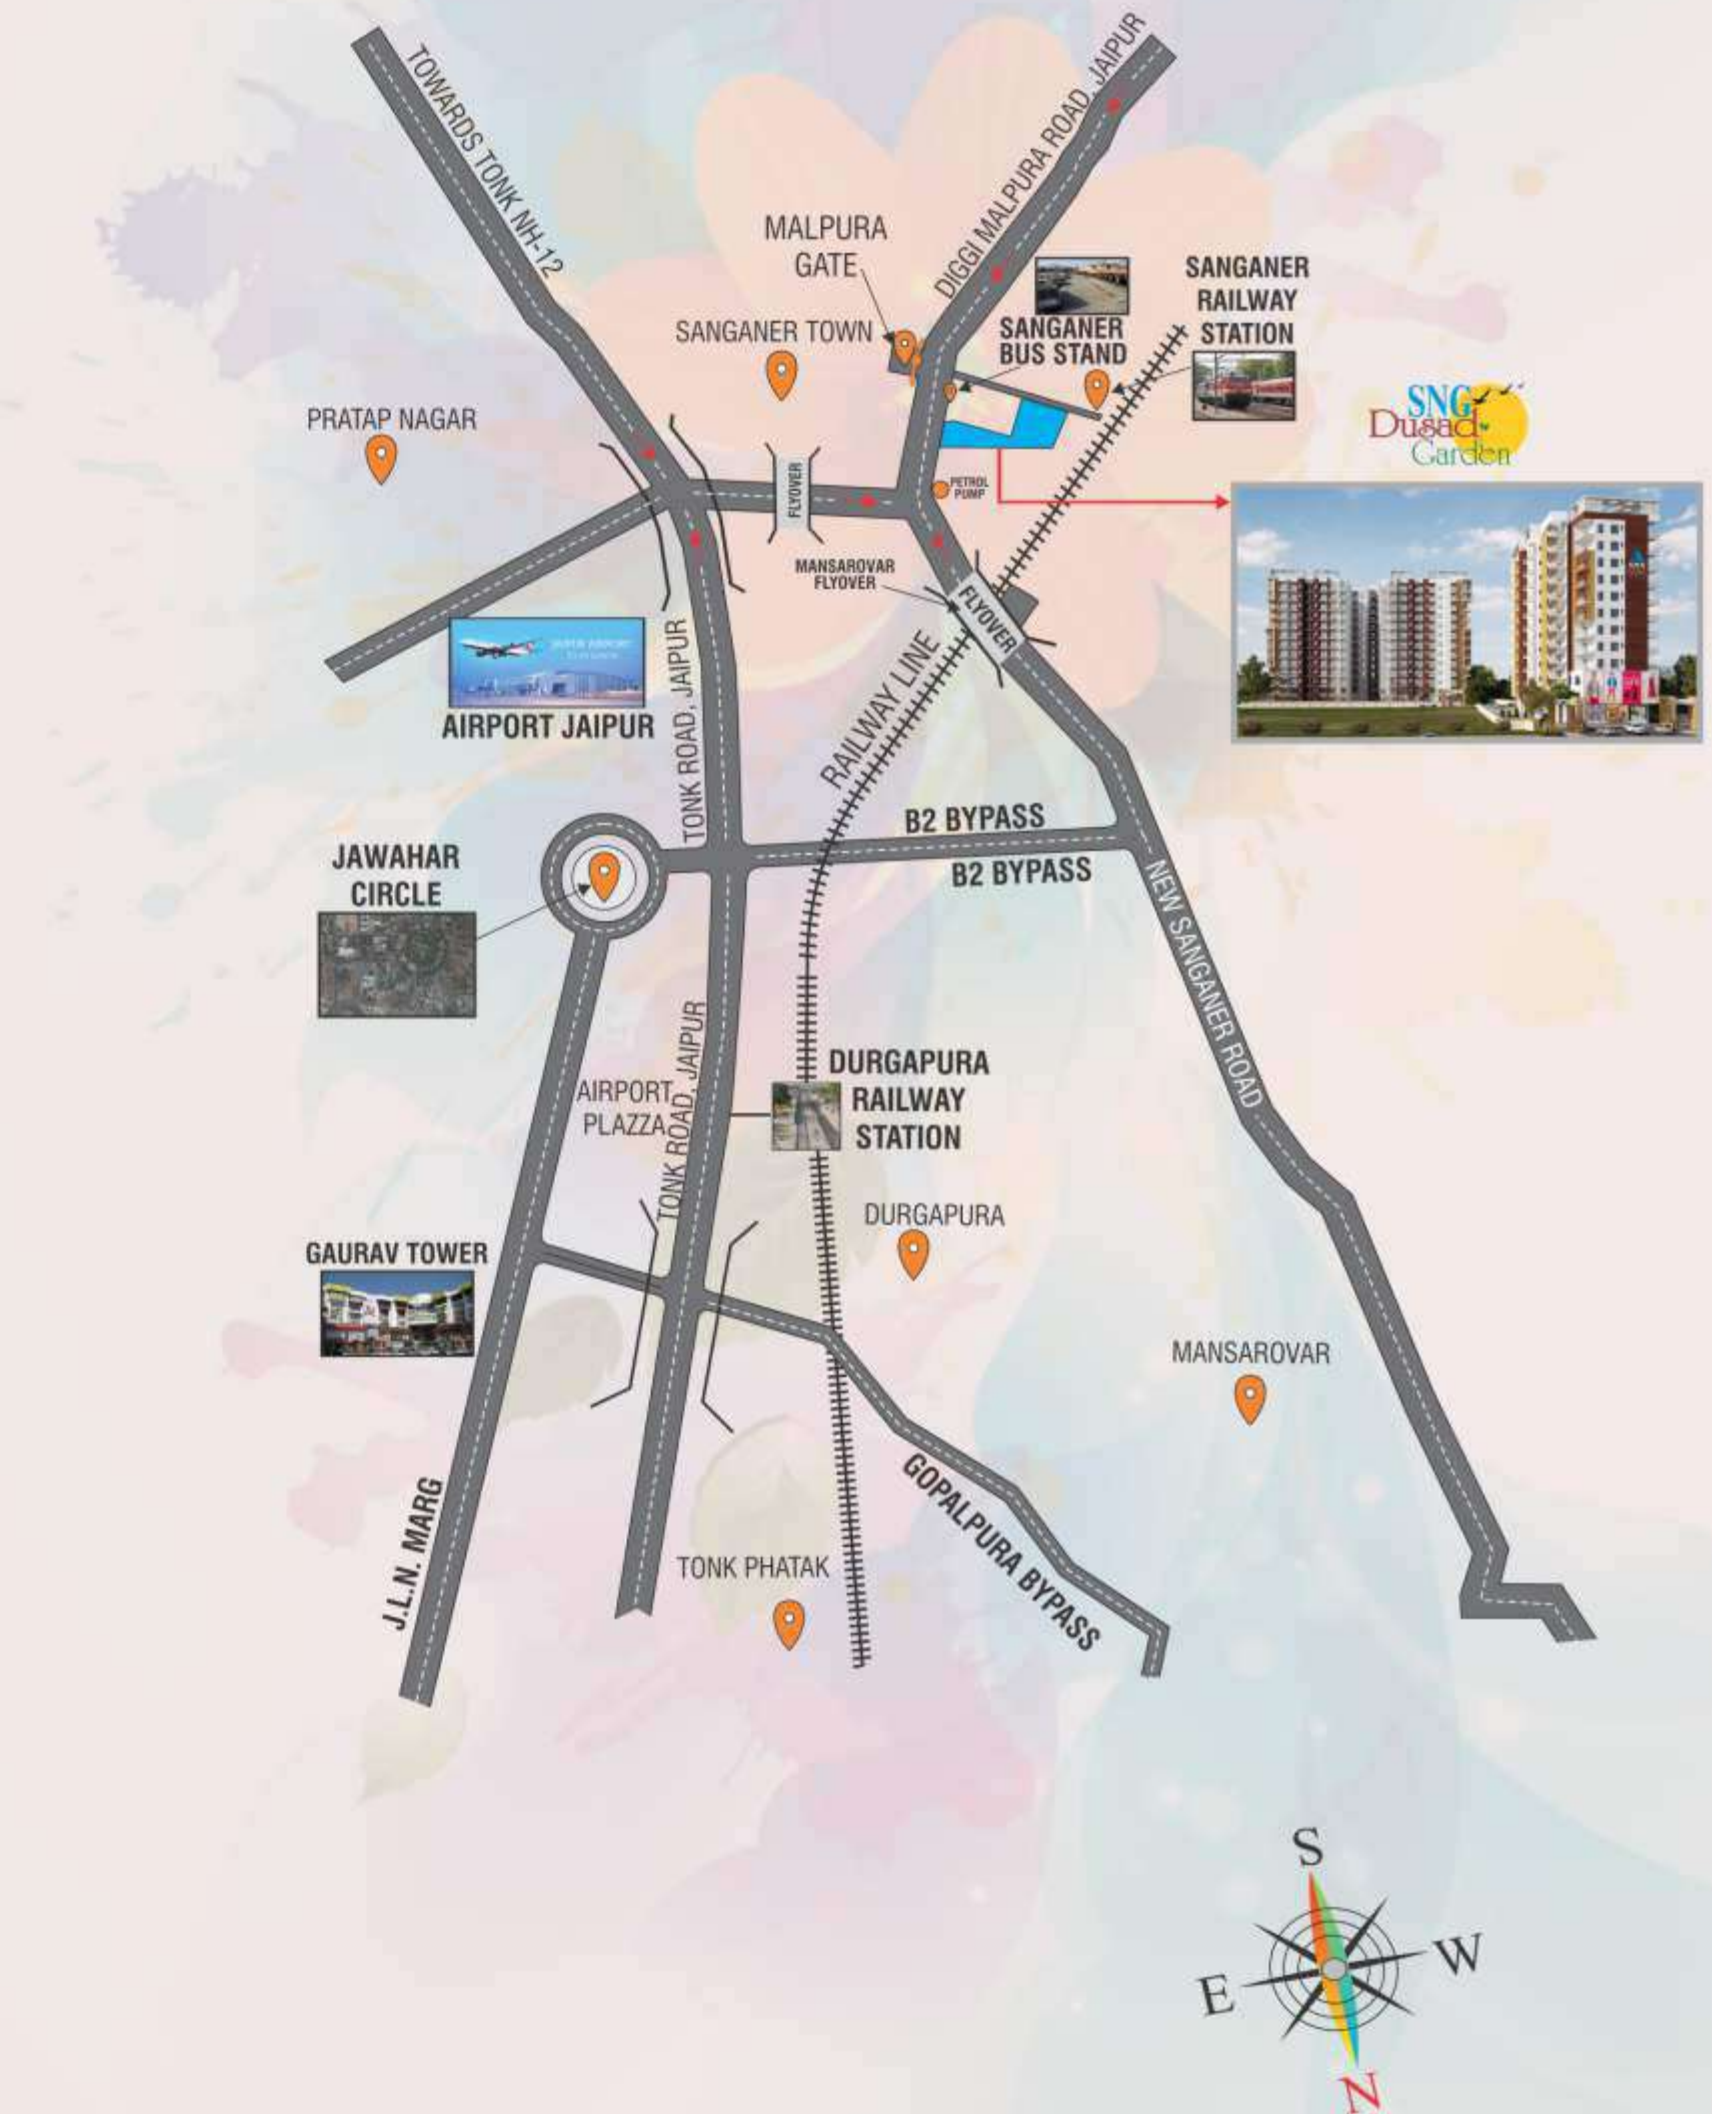 TOWARDS TONK NH-12
DIGGI MALPURA ROAD, JAIPUR
MALPURA
GATE
SANGANER TOWN
SANGANER
BUS STAND
SANGANER
RAILWAY
STATION
PRATAP NAGAR
SNG
Dusad
Garden
FLYOVER
PETROL
PUMP
MANSAROVAR
FLYOVER
FLYOVER
JAIPUR AIRPORT
AIRPORT JAIPUR
TONK ROAD, JAIPUR
RAILWAY LINE
B2 BYPASS
B2 BYPASS
JAWAHAR
CIRCLE
NEW SANGANER ROAD
TONK ROAD, JAIPUR
AIRPORT
PLAZZA
DURGAPURA
RAILWAY
STATION
DURGAPURA
GAURAV TOWER
MANSAROVAR
GOPALPURA BYPASS
J.L.N. MARG
TONK PHATAK
S
W
E
N